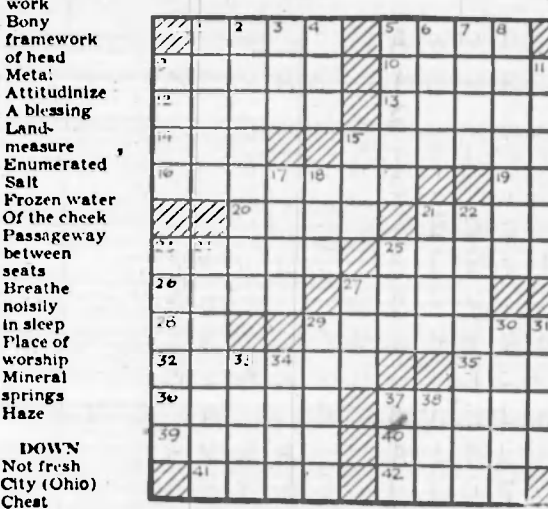 work
Bony
framework
of head
Metal
Attitudinize
A blessing
Land-
measure
Enumerated
Salt
Frozen water
Of the cheek
Passageway
between
seats
Breathe
noisily
in sleep
Place of
worship
Mineral
springs
Haze
DOWN
Not fresh
City (Ohio)
Chest
1 2 3 4 5 6 7 8
9 10 11
12 13
14 15
16 17 18 19
20 21 22
23 24 25
26 27
28 29 30 31
32 33 34 35
36 37 38
39 40
41 42